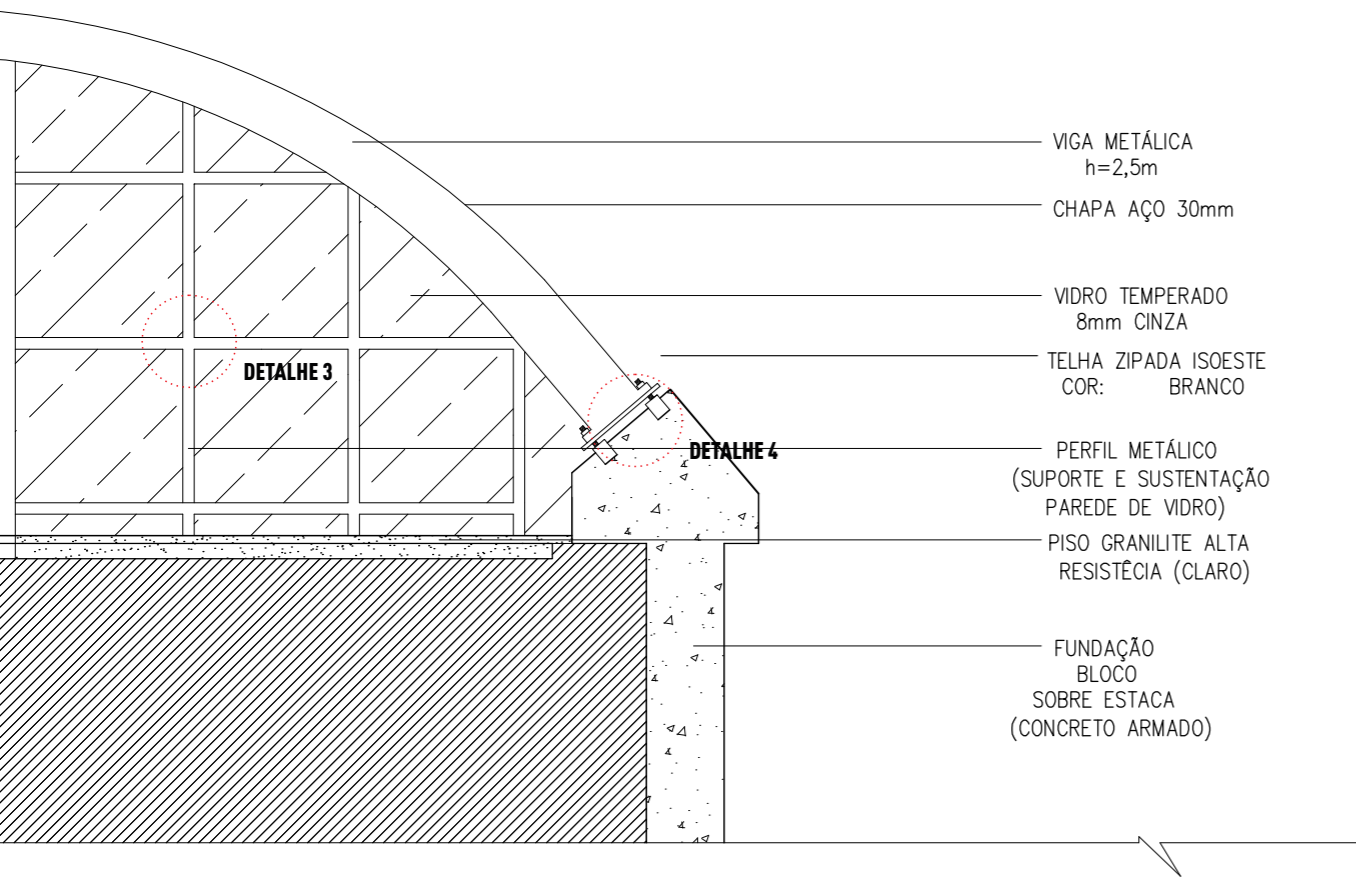 VIGA METÁLICA
h=2,5m
CHAPA AÇO 30mm
VIDRO TEMPERADO
8mm CINZA
TELHA ZIPADA ISOESTE
COR: BRANCO
DETALHE 3
DETALHE 4
PERFIL METÁLICO
(SUPORTE E SUSTENTAÇÃO
PAREDE DE VIDRO)
PISO GRANILITE ALTA
RESISTÊCIA (CLARO)
FUNDAÇÃO
BLOCO
SOBRE ESTACA
(CONCRETO ARMADO)